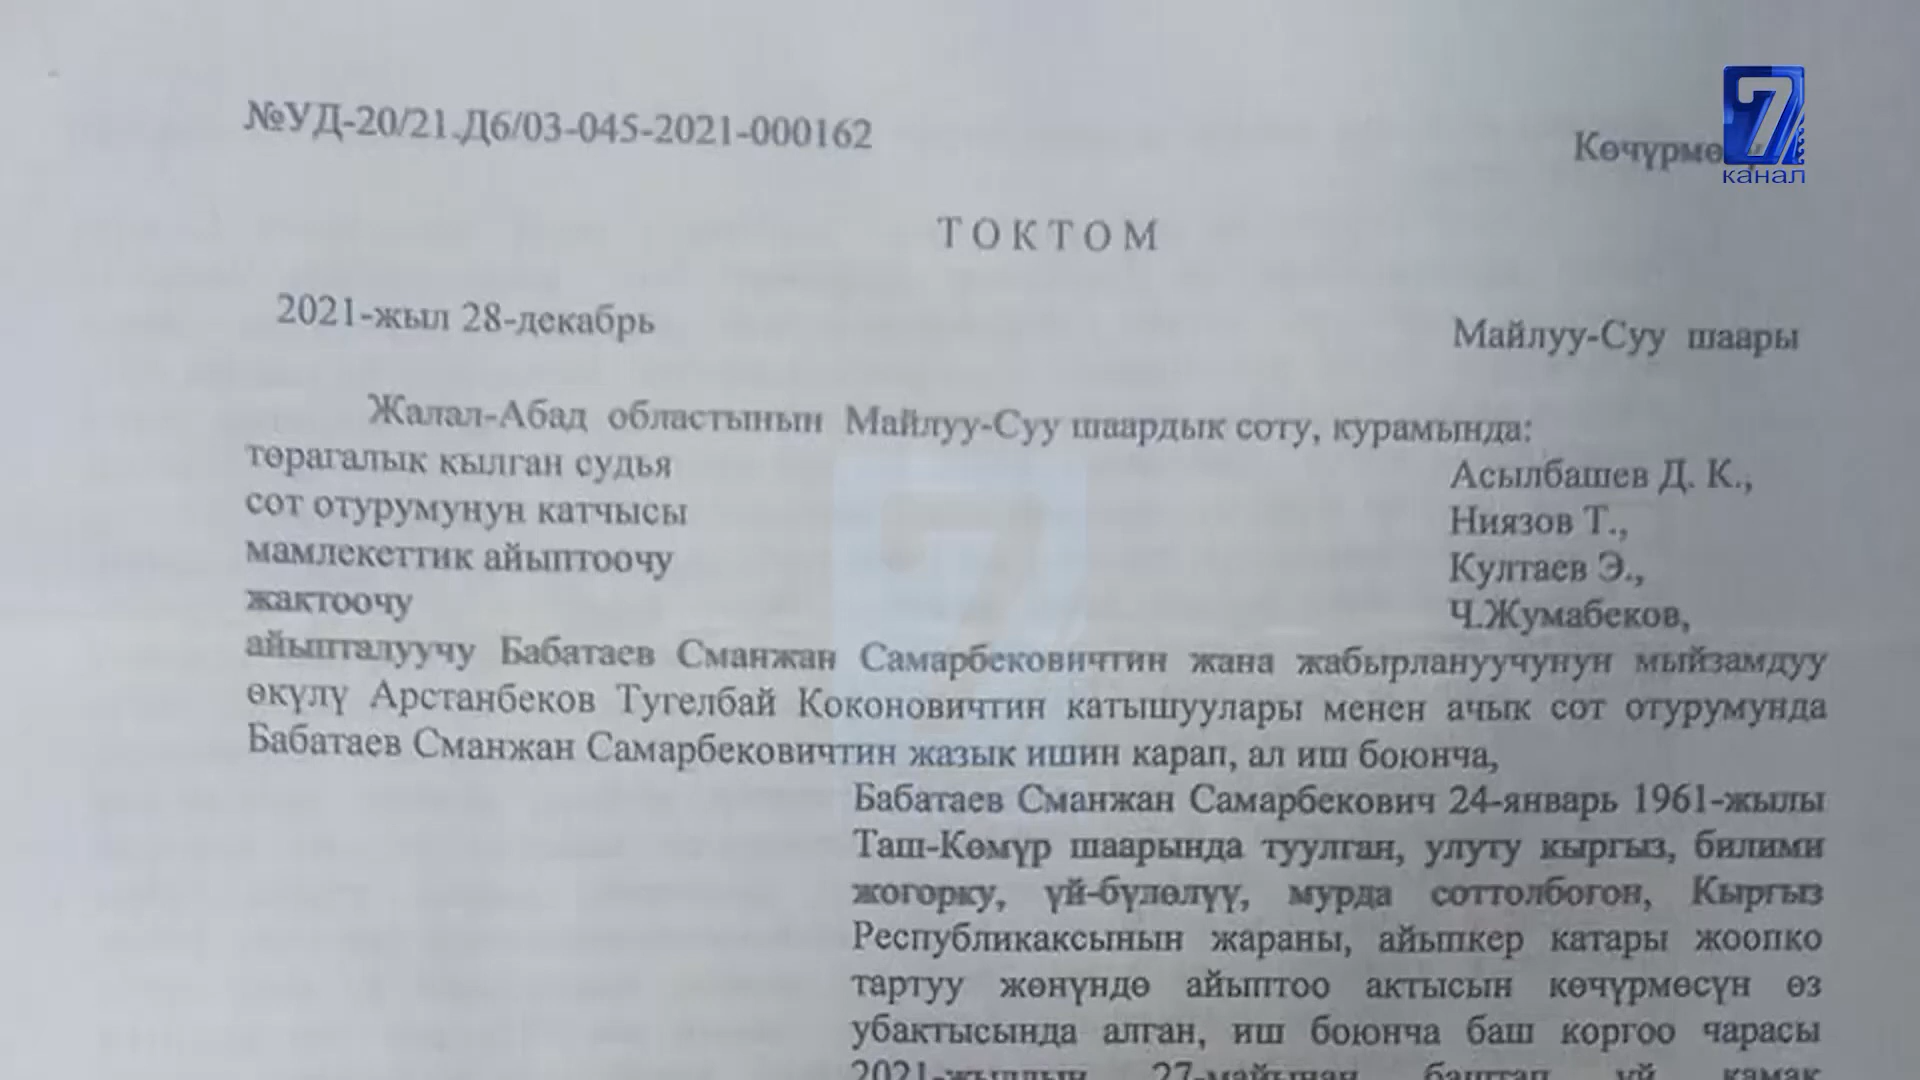 №УД-20/21.Д6/03-045-2021-000162
7
канал
ТОКТОМ
2021-жыл 28-декабрь
Майлуу-Суу шаары
Жалал-Абад областынын Майлуу-Суу шаардык соту, курамында:
төрагалык кылган судья Асылбашев Д. К.,
сот отурумунун катчысы Ниязов Т.,
мамлекеттик айыптоочу Култаев Э.,
жактоочу Ч.Жумабеков,
айыпталуучу Бабатаев Сманжан Самарбековичтин жана жабырлануучунун мыйзамдуу
өкүлү Арстанбеков Тугелбай Коконовичтин катышуулары менен ачык сот отурумунда
Бабатаев Сманжан Самарбековичтин жазык ишин карап, ал иш боюнча,
Бабатаев Сманжан Самарбекович 24-январь 1961-жылы
Таш-Көмүр шаарында туулган, улуту кыргыз, билими
жогорку, үй-бүлөлүү, мурда соттолбогон, Кыргыз
Республикаксынын жараны, айыпкер катары жоопко
тартуу жөнүндө айыптоо актысын көчүрмөсүн өз
убактысында алган, иш боюнча баш коргоо чарасы
2021-жылдын 27-майынан баштап үй камак